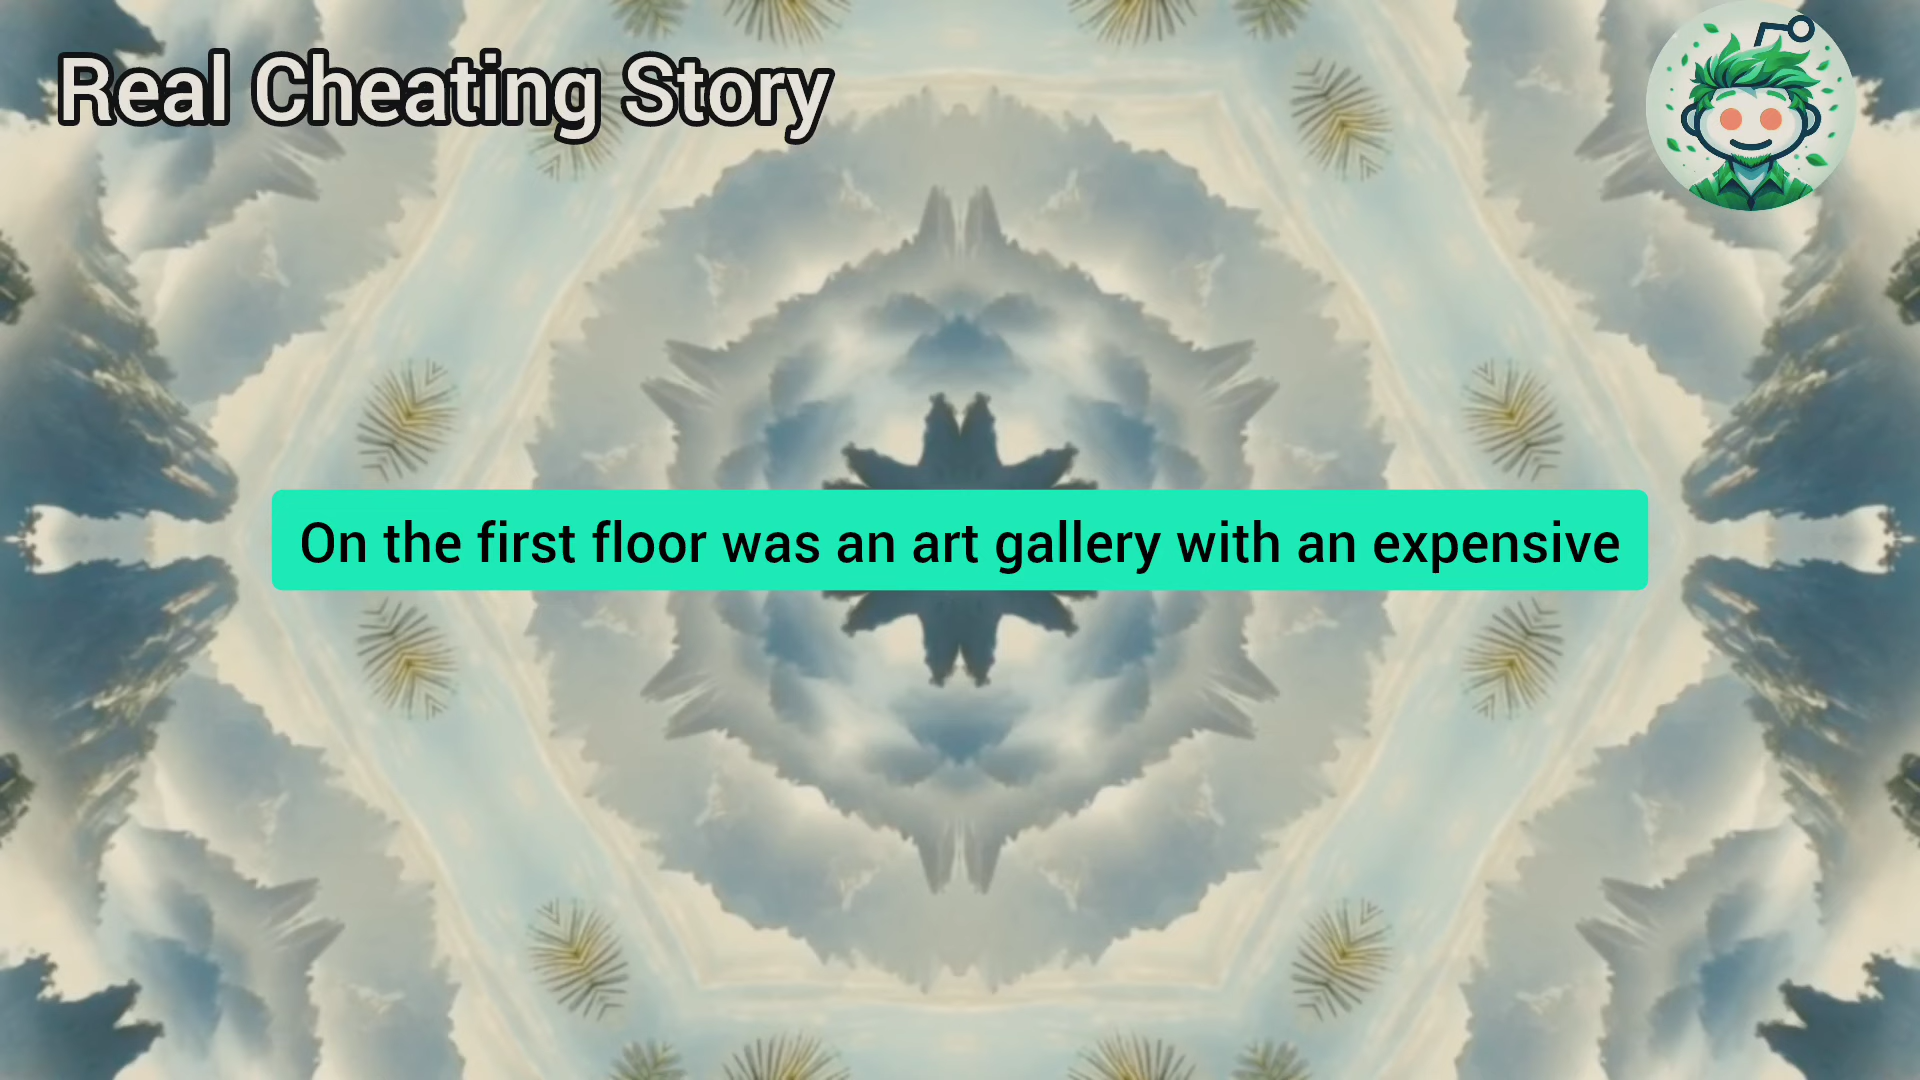 Real Cheating Story
On the first floor was an art gallery with an expensive